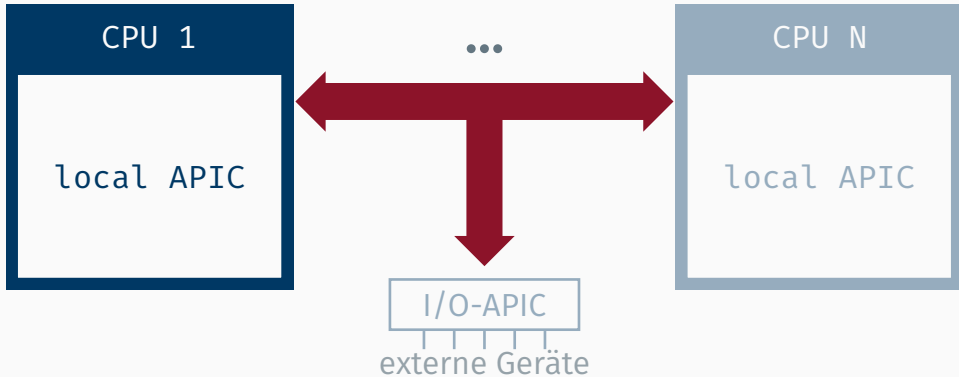 CPU 1
...
CPU N
local APIC
local APIC
I/O-APIC
externe Geräte